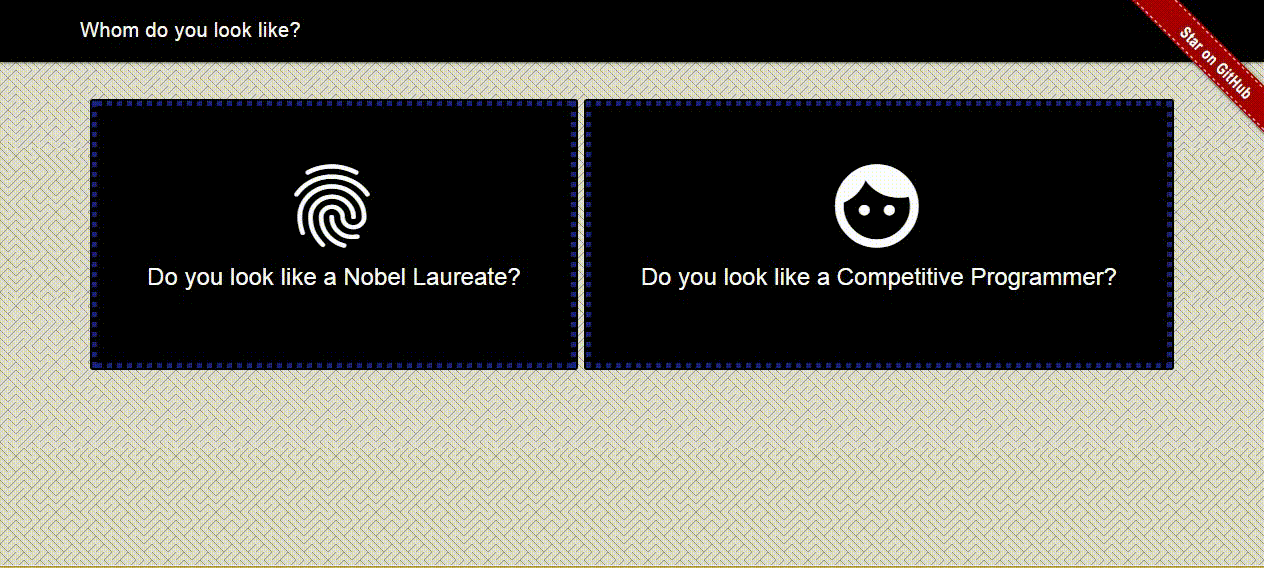 Whom do you look like?
Star on GitHub
Do you look like a Nobel Laureate?
Do you look like a Competitive Programmer?